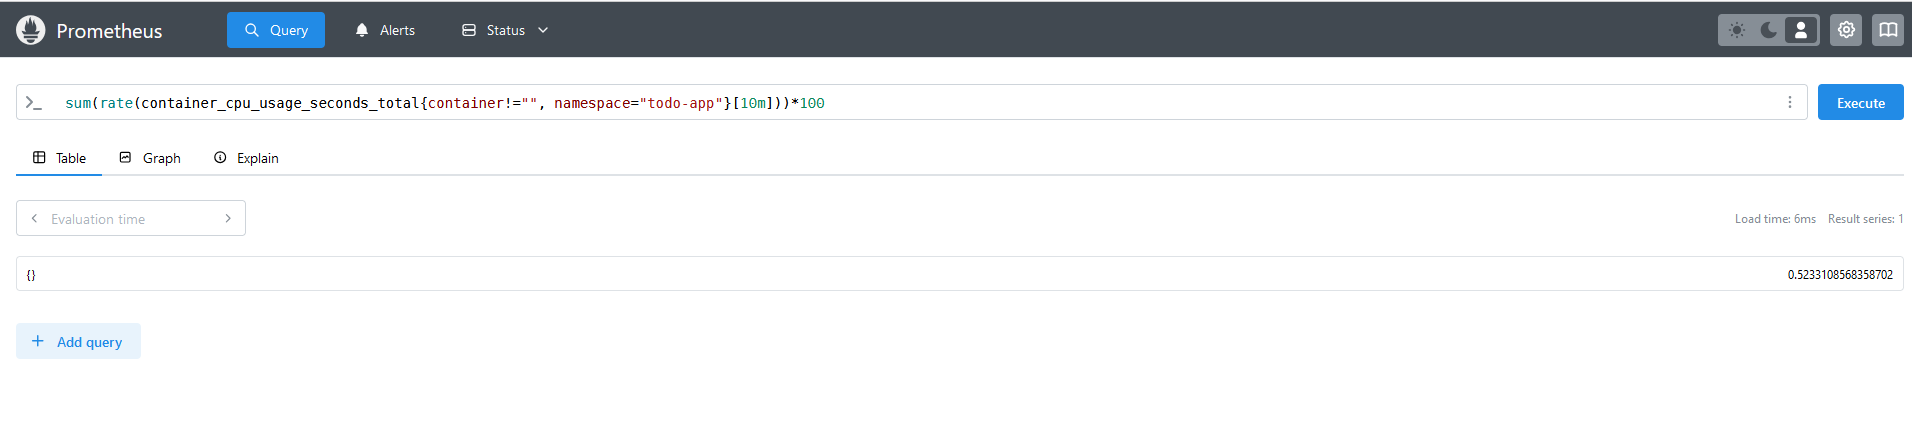 Prometheus Query Alerts Status
sum(rate(container_cpu_usage_seconds_total{container!="", namespace="todo-app"}[10m]))*100 Execute
Table Graph Explain
Evaluation time Load time: 6ms Result series: 1
{} 0.5233108568358702
Add query